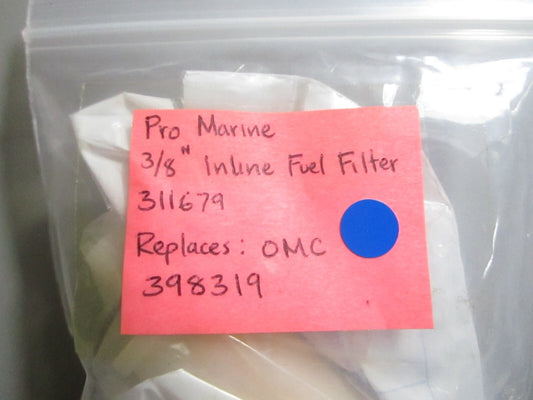 Pro Marine
3/8" Inline Fuel Filter
311679
Replaces: OMC
398319